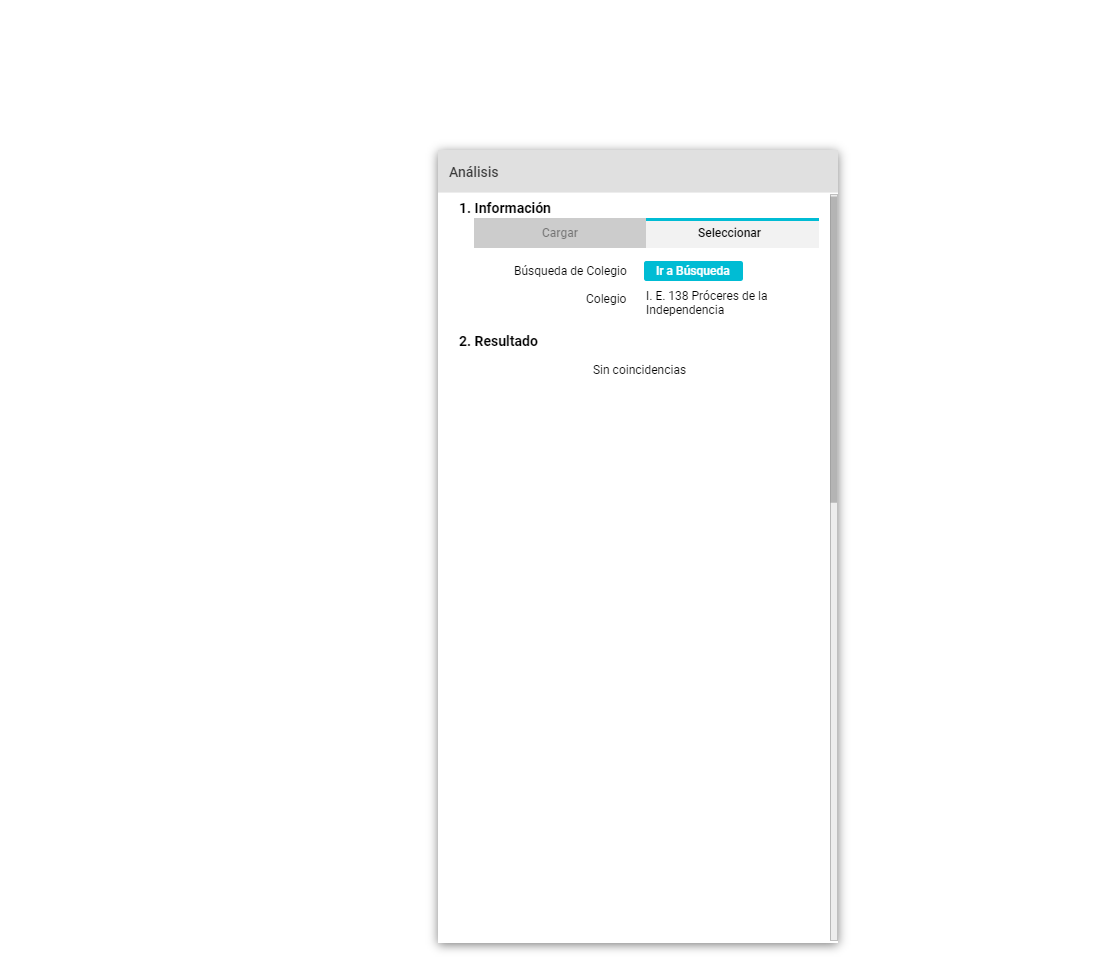 Análisis
1. Información
Cargar
Seleccionar
Búsqueda de Colegio
Ir a Búsqueda
Colegio
I. E. 138 Próceres de la
Independencia
2. Resultado
Sin coincidencias